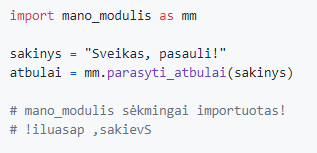 import mano_modulis as mm
sakinys = "Sveikas, pasauli!"
atbulai = mm.parasyti_atbulai(sakinys)
# mano_modulis sėkmingai importuotas!
# !iluasap ,sakievS